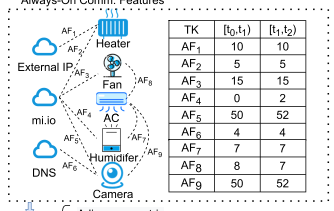 Always-On Comm. Features
AF1
Heater
AF2
External IP
AF3
Fan
AF8
mi.io
AC
AF4
AF5
AF7
AF9
Humidifer
DNS
AF6
Camera
TK [t0,t1) [t1,t2)
AF1 10 10
AF2 5 5
AF3 15 15
AF4 0 2
AF5 50 52
AF6 4 4
AF7 7 7
AF8 8 7
AF9 50 52